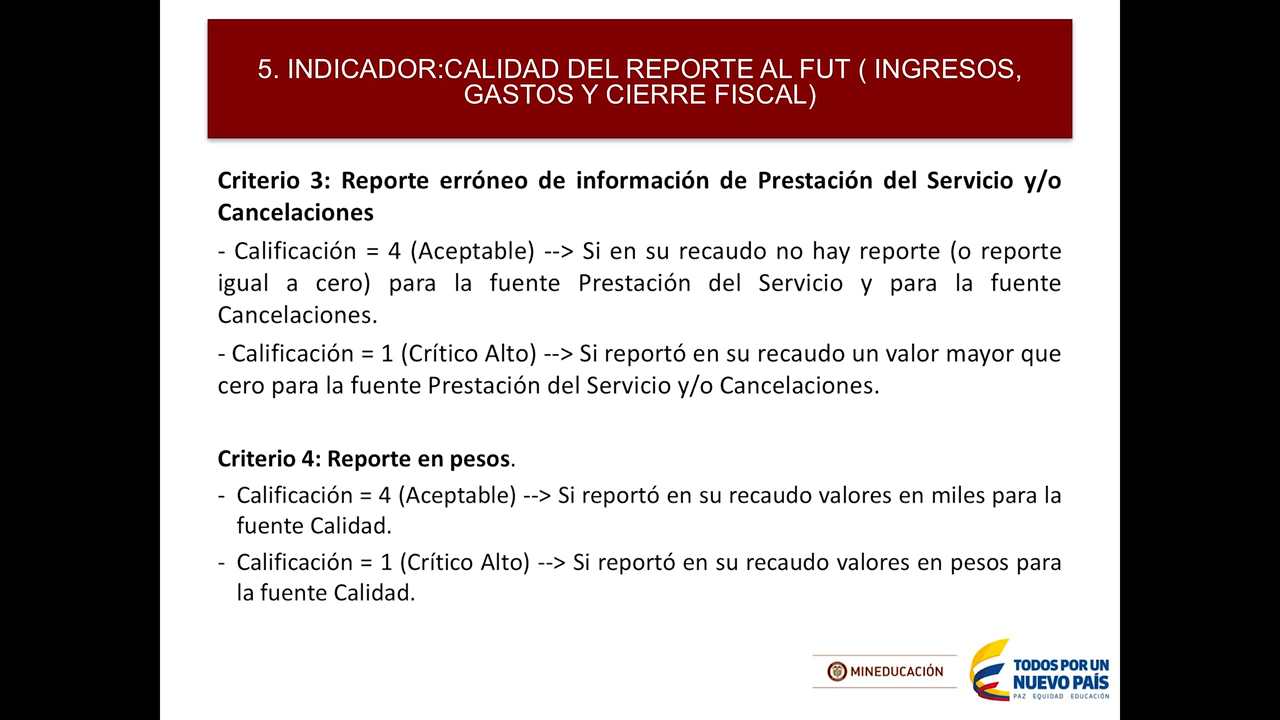 5. INDICADOR:CALIDAD DEL REPORTE AL FUT ( INGRESOS,
GASTOS Y CIERRE FISCAL)
Criterio 3: Reporte erróneo de información de Prestación del Servicio y/o
Cancelaciones
- Calificación = 4 (Aceptable) --> Si en su recaudo no hay reporte (o reporte
igual a cero) para la fuente Prestación del Servicio y para la fuente
Cancelaciones.
- Calificación = 1 (Crítico Alto) --> Si reportó en su recaudo un valor mayor que
cero para la fuente Prestación del Servicio y/o Cancelaciones.
Criterio 4: Reporte en pesos.
- Calificación = 4 (Aceptable) --> Si reportó en su recaudo valores en miles para la
fuente Calidad.
- Calificación = 1 (Crítico Alto) --> Si reportó en su recaudo valores en pesos para
la fuente Calidad.
MINEDUCACIÓN
TODOS POR UN
NUEVO PAÍS
PAZ EQUIDAD EDUCACIÓN